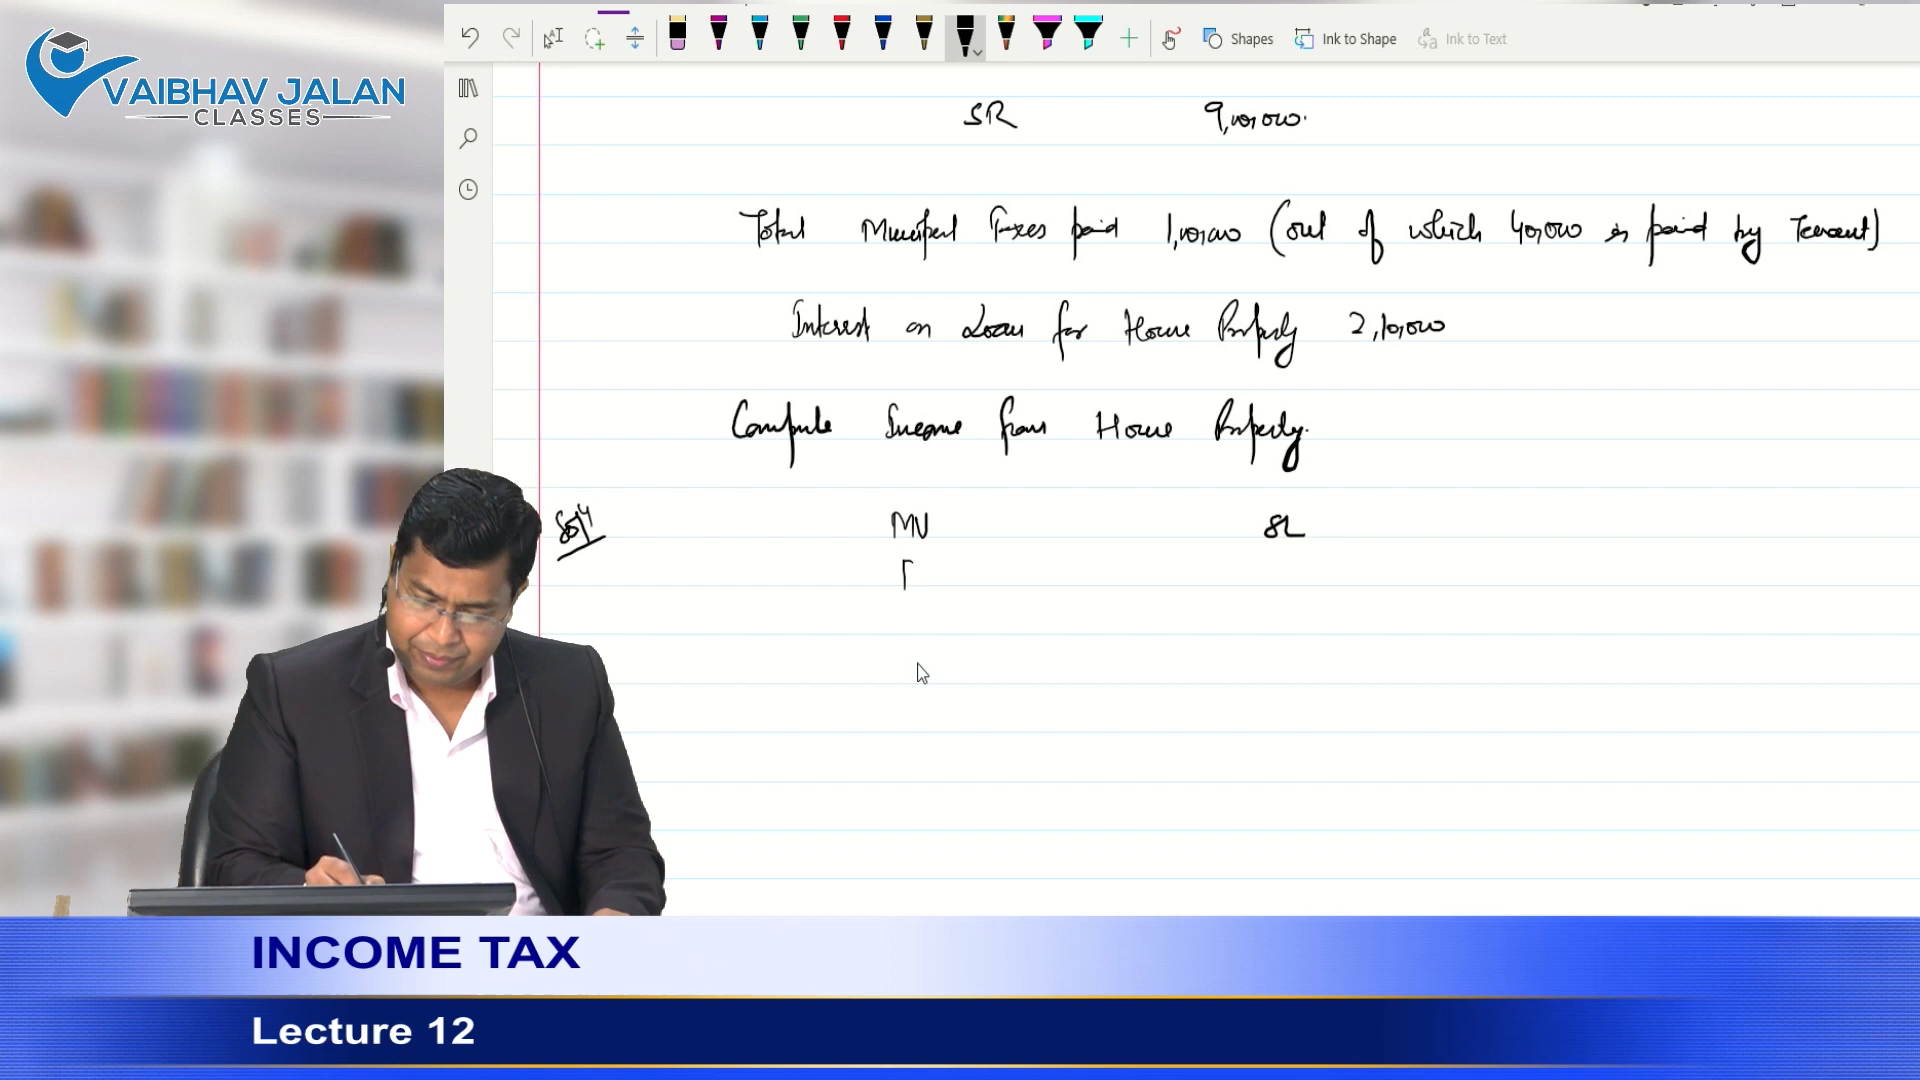 VAIBHAV JALAN
CLASSES
Shapes
Ink to Shape
Ink to Text
SR 9,00,000.
Total Municipal Taxes paid 1,00,000 (out of which 40,000 is paid by Tenant)
Interest on Loan for House Property 2,10,000
Compute Income from House Property.
Soln MV 8L
INCOME TAX
Lecture 12